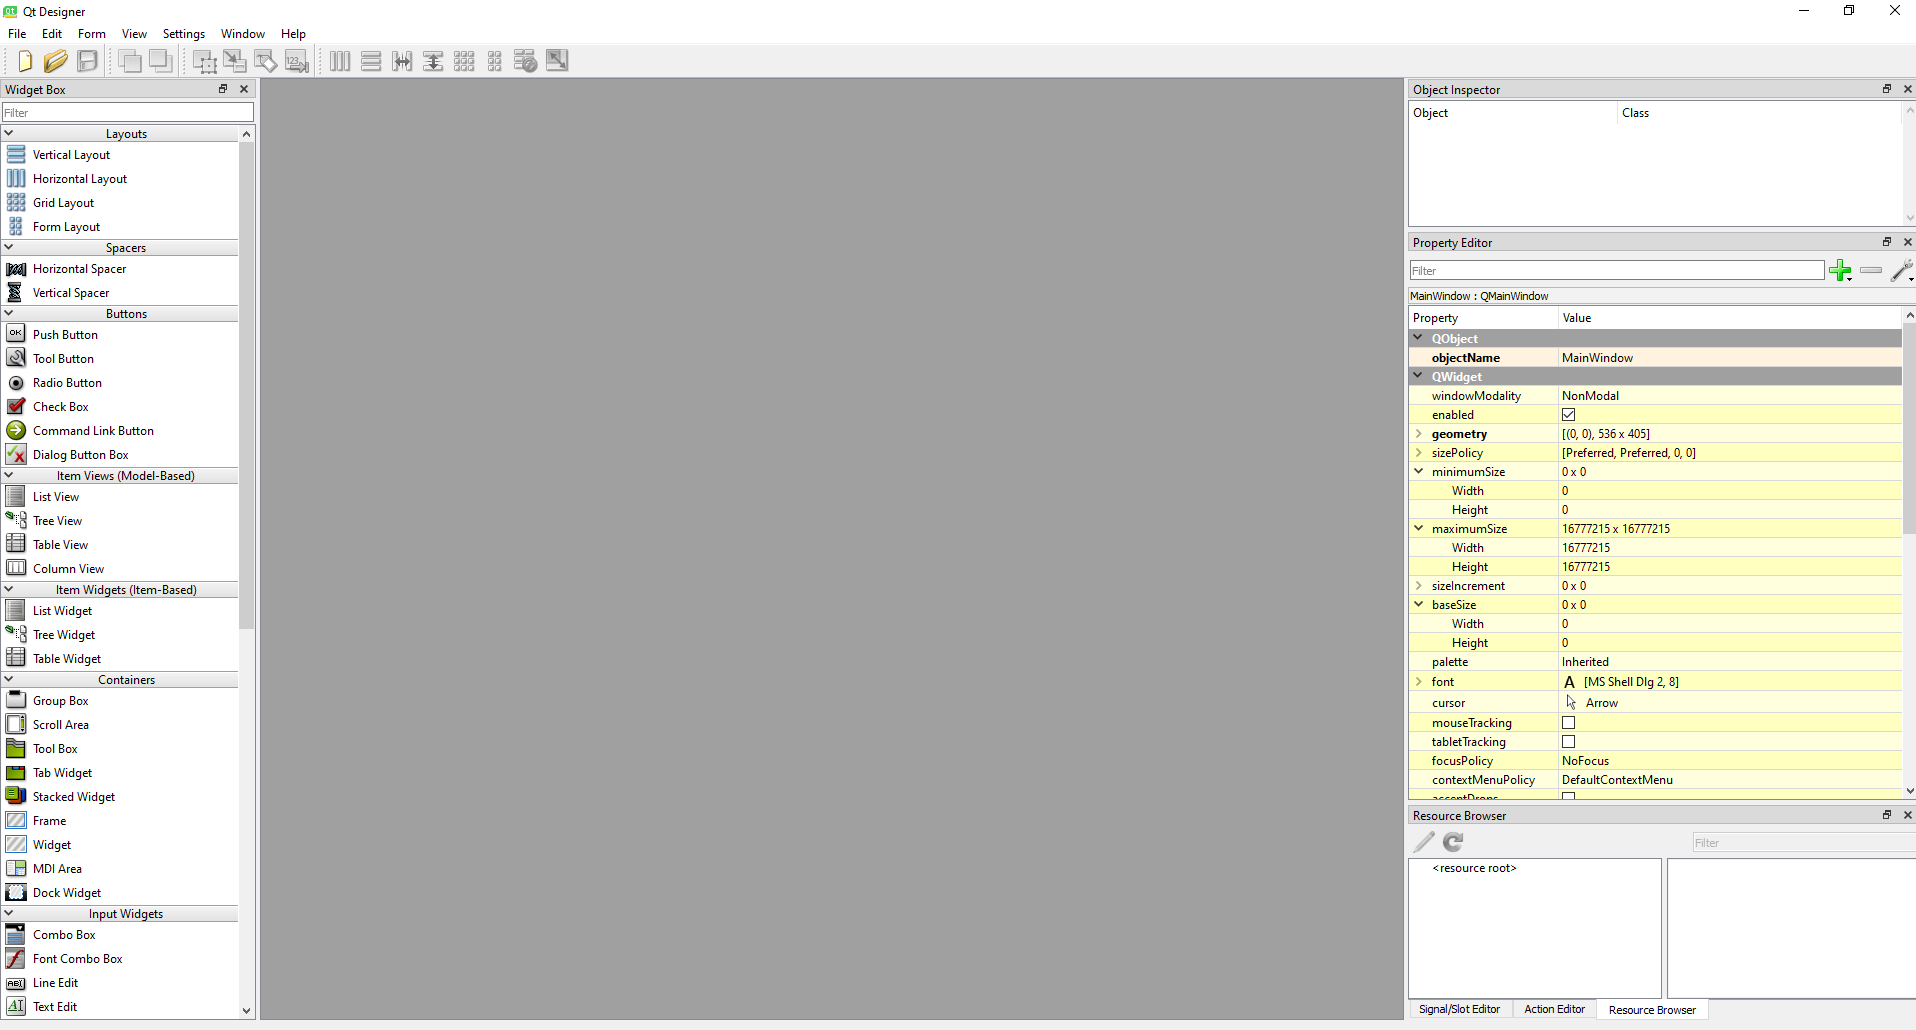 Qt Designer
File Edit Form View Settings Window Help
Widget Box
Filter
Layouts
Vertical Layout
Horizontal Layout
Grid Layout
Form Layout
Spacers
Horizontal Spacer
Vertical Spacer
Buttons
Push Button
Tool Button
Radio Button
Check Box
Command Link Button
Dialog Button Box
Item Views (Model-Based)
List View
Tree View
Table View
Column View
Item Widgets (Item-Based)
List Widget
Tree Widget
Table Widget
Containers
Group Box
Scroll Area
Tool Box
Tab Widget
Stacked Widget
Frame
Widget
MDI Area
Dock Widget
Input Widgets
Combo Box
Font Combo Box
Line Edit
Text Edit
Object Inspector
Object Class
Property Editor
Filter
MainWindow : QMainWindow
Property Value
QObject
objectName MainWindow
QWidget
windowModality NonModal
enabled
geometry [(0, 0), 536 x 405]
sizePolicy [Preferred, Preferred, 0, 0]
minimumSize 0 x 0
Width 0
Height 0
maximumSize 16777215 x 16777215
Width 16777215
Height 16777215
sizeIncrement 0 x 0
baseSize 0 x 0
Width 0
Height 0
palette Inherited
font A [MS Shell Dlg 2, 8]
cursor Arrow
mouseTracking
tabletTracking
focusPolicy NoFocus
contextMenuPolicy DefaultContextMenu
acceptDrops
Resource Browser
Filter
<resource root>
Signal/Slot Editor Action Editor Resource Browser